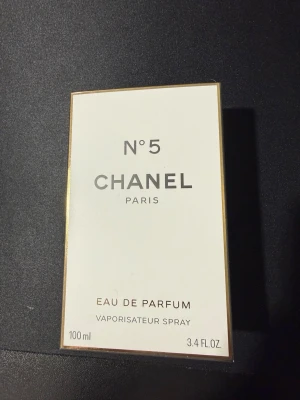 N°5
CHANEL
PARIS
EAU DE PARFUM
VAPORISATEUR SPRAY
100 ml
3.4 FL.OZ.